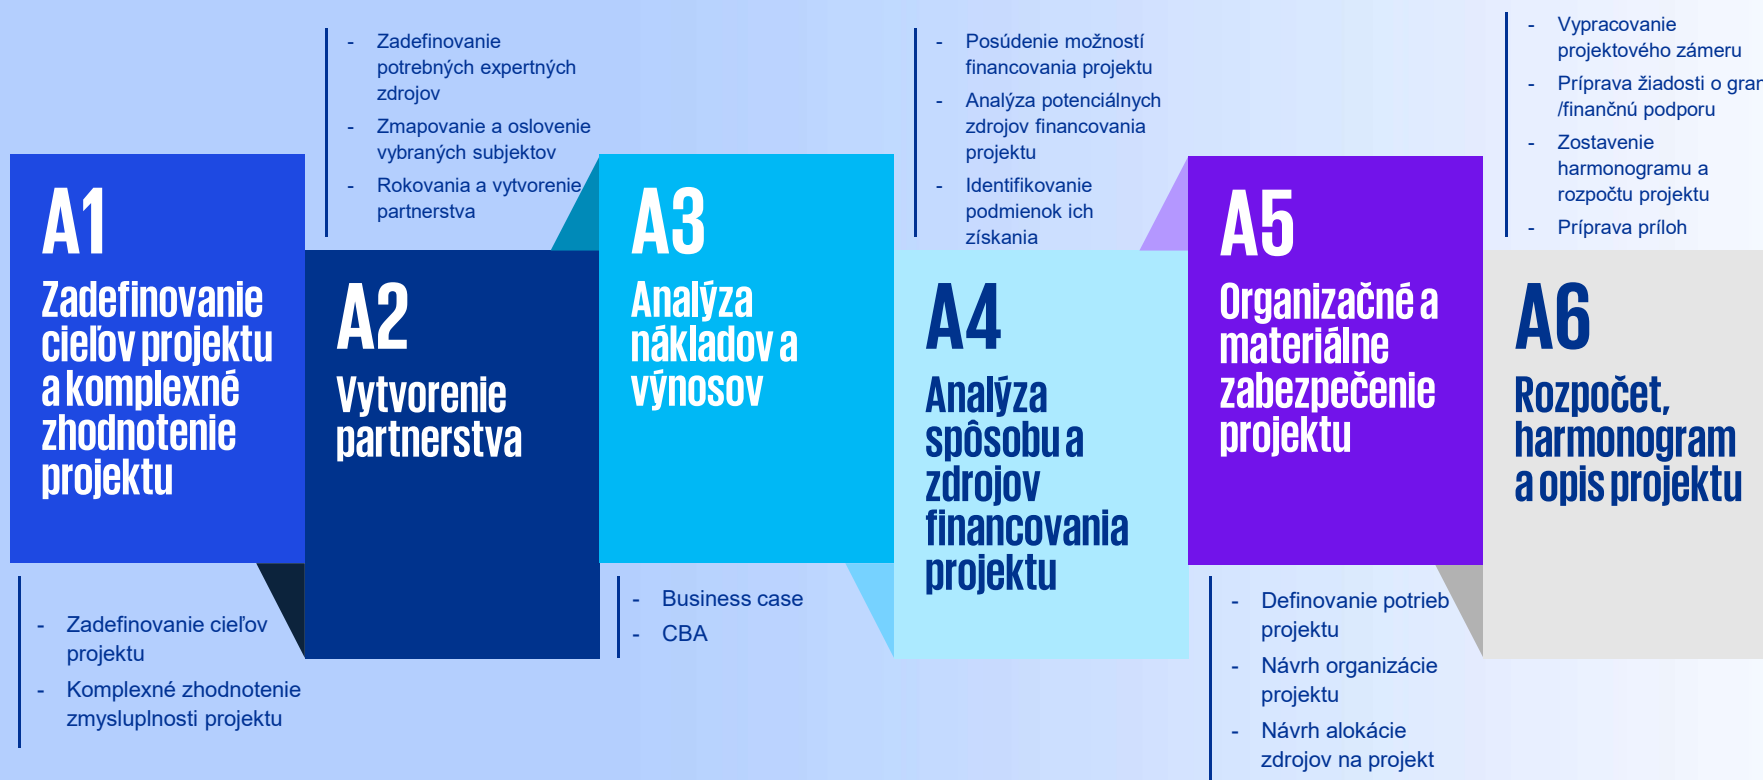 A1
Zadefinovanie
cieľov projektu
a komplexné
zhodnotenie
projektu
- Zadefinovanie cieľov
projektu
- Komplexné zhodnotenie
zmysluplnosti projektu
- Zadefinovanie
potrebných expertných
zdrojov
- Zmapovanie a oslovenie
vybraných subjektov
- Rokovania a vytvorenie
partnerstva
A2
Vytvorenie
partnerstva
A3
Analýza
nákladov a
výnosov
- Business case
- CBA
- Posúdenie možností
financovania projektu
- Analýza potenciálnych
zdrojov financovania
projektu
- Identifikovanie
podmienok ich
získania
A4
Analýza
spôsobu a
zdrojov
financovania
projektu
A5
Organizačné a
materiálne
zabezpečenie
projektu
- Definovanie potrieb
projektu
- Návrh organizácie
projektu
- Návrh alokácie
zdrojov na projekt
- Vypracovanie
projektového zámeru
- Príprava žiadosti o
/finančnú podporu
- Zostavenie
harmonogramu a
rozpočtu projektu
- Príprava príloh
A6
Rozpočet,
harmonogram
a opis projektu